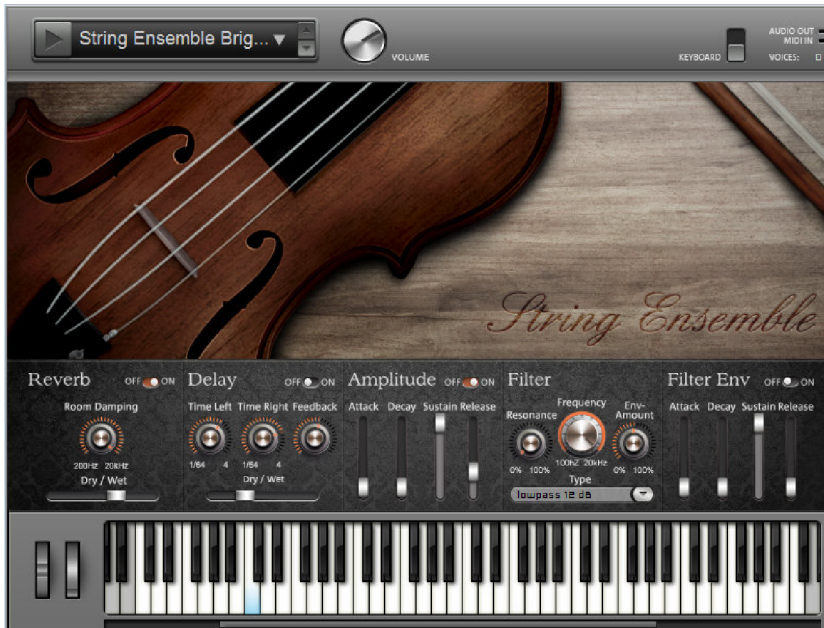 String Ensemble Brig...
VOLUME
KEYBOARD
AUDIO OUT
MIDI IN
VOICES: 0
String Ensemble
Reverb OFF ON
Delay OFF ON
Amplitude OFF ON
Filter
Filter Env OFF ON
Room Damping
Time Left Time Right Feedback
Attack Decay Sustain Release
Resonance Frequency Env-
Amount
Attack Decay Sustain Release
200Hz 20kHz
1/64 4 1/64 4
0% 100% 100hZ 20kHz 0% 100%
Dry / Wet
Dry / Wet
Type
lowpass 12 dB